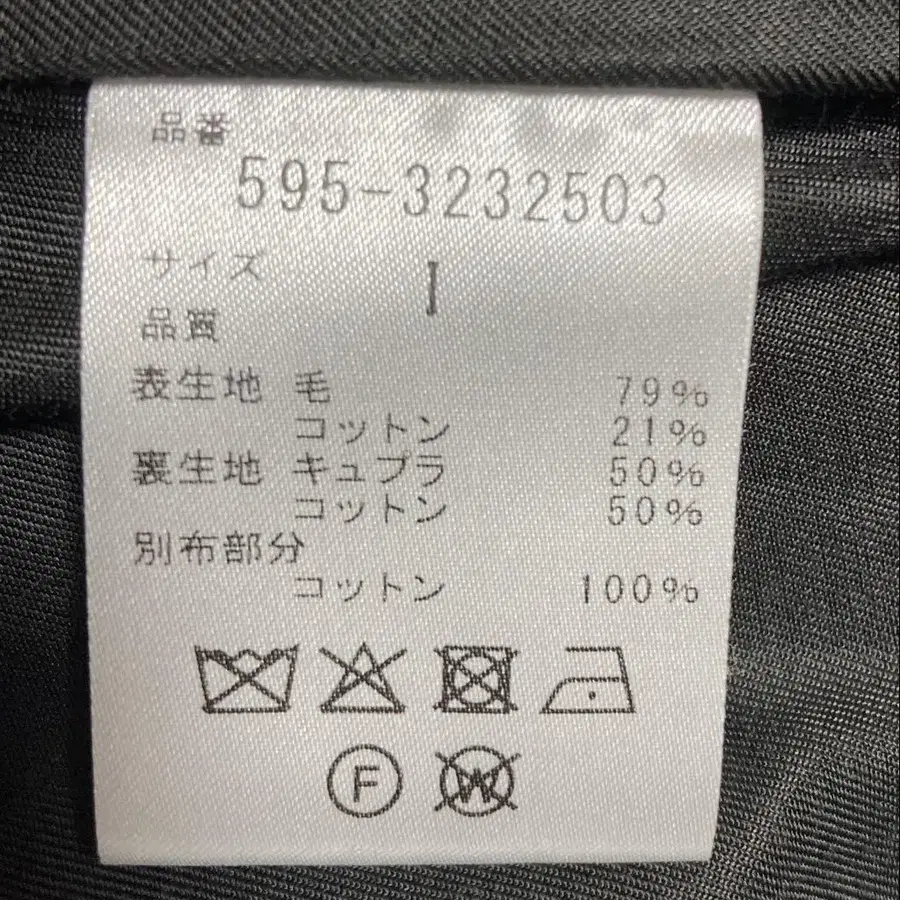 品番
595-3232503
サイズ I
品質
表生地 毛 79%
コットン 21%
裏生地 キュプラ 50%
コットン 50%
別布部分
コットン 100%
F W